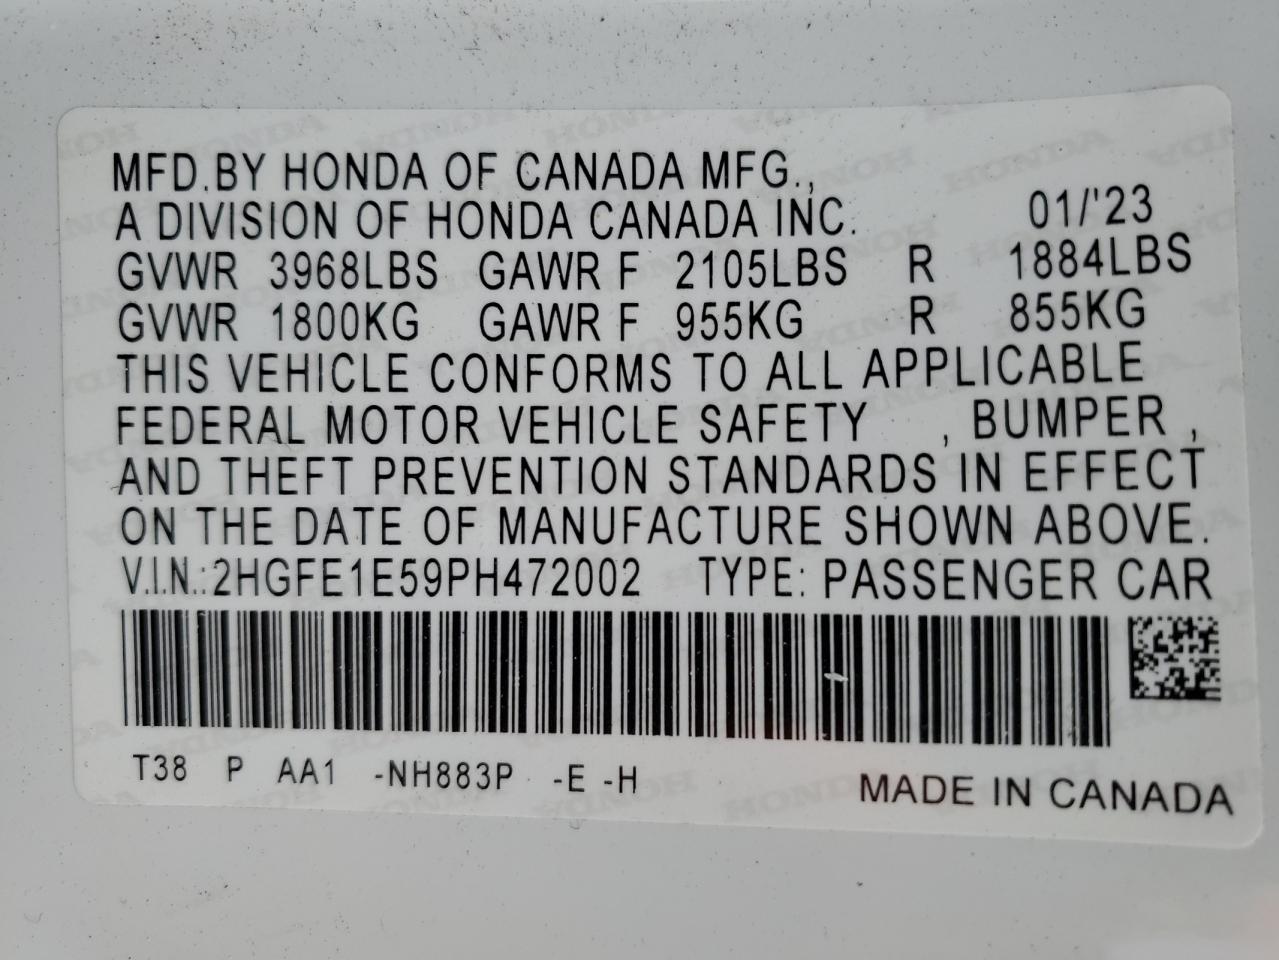 MFD.BY HONDA OF CANADA MFG.,
A DIVISION OF HONDA CANADA INC. 01/'23
GVWR 3968LBS GAWR F 2105LBS R 1884LBS
GVWR 1800KG GAWR F 955KG R 855KG
THIS VEHICLE CONFORMS TO ALL APPLICABLE
FEDERAL MOTOR VEHICLE SAFETY , BUMPER ,
AND THEFT PREVENTION STANDARDS IN EFFECT
ON THE DATE OF MANUFACTURE SHOWN ABOVE.
V.I.N.:2HGFE1E59PH472002 TYPE: PASSENGER CAR
T38 P AA1 -NH883P -E -H
MADE IN CANADA